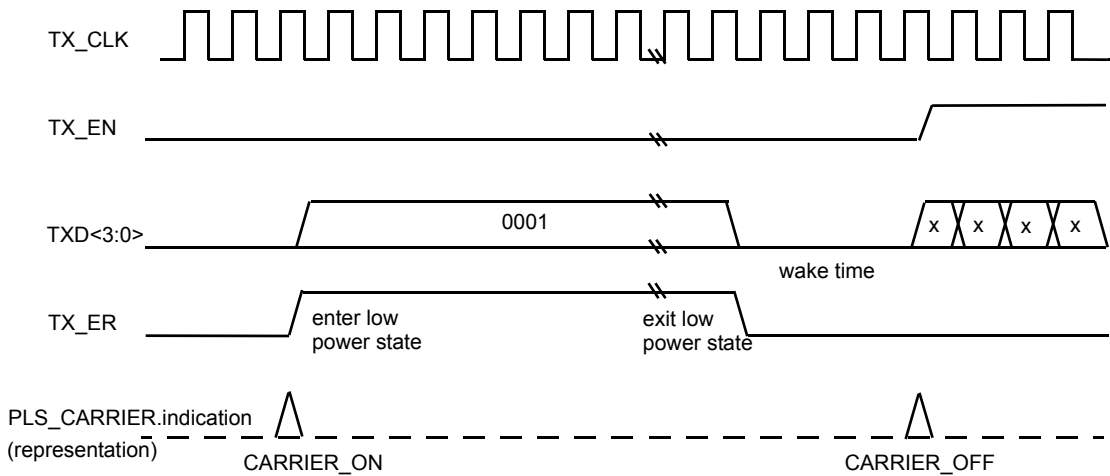 TX_CLK
TX_EN
TXD<3:0>
0001
x x x x
wake time
TX_ER
enter low
power state
exit low
power state
PLS_CARRIER.indication
(representation)
CARRIER_ON
CARRIER_OFF